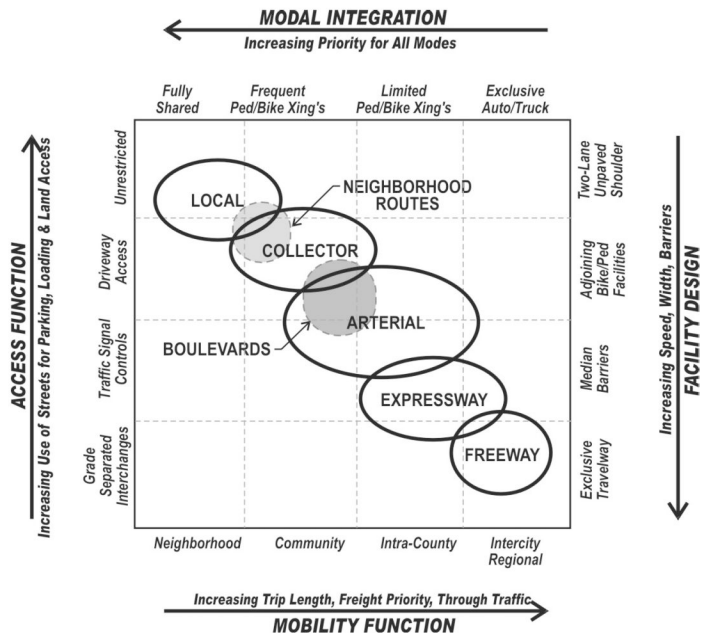 MODAL INTEGRATION
Increasing Priority for All Modes
Fully
Shared
Frequent
Ped/Bike Xing's
Limited
Ped/Bike Xing's
Exclusive
Auto/Truck
ACCESS FUNCTION
Increasing Use of Streets for Parking, Loading & Land Access
Unrestricted
Driveway
Access
Traffic Signal
Controls
Grade
Separated
Interchanges
LOCAL
NEIGHBORHOOD
ROUTES
COLLECTOR
BOULEVARDS
ARTERIAL
EXPRESSWAY
FREEWAY
Two-Lane
Unpaved
Shoulder
Adjoining
Bike/Ped
Facilities
Median
Barriers
Exclusive
Travelway
Increasing Speed, Width, Barriers
FACILITY DESIGN
Neighborhood
Community
Intra-County
Intercity
Regional
Increasing Trip Length, Freight Priority, Through Traffic
MOBILITY FUNCTION